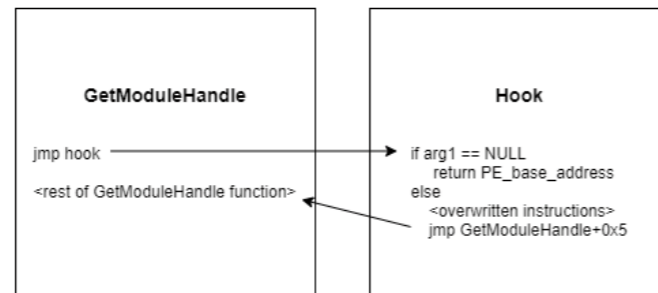 GetModuleHandle
jmp hook
<rest of GetModuleHandle function>
Hook
if arg1 == NULL
return PE_base_address
else
<overwritten instructions>
jmp GetModuleHandle+0x5